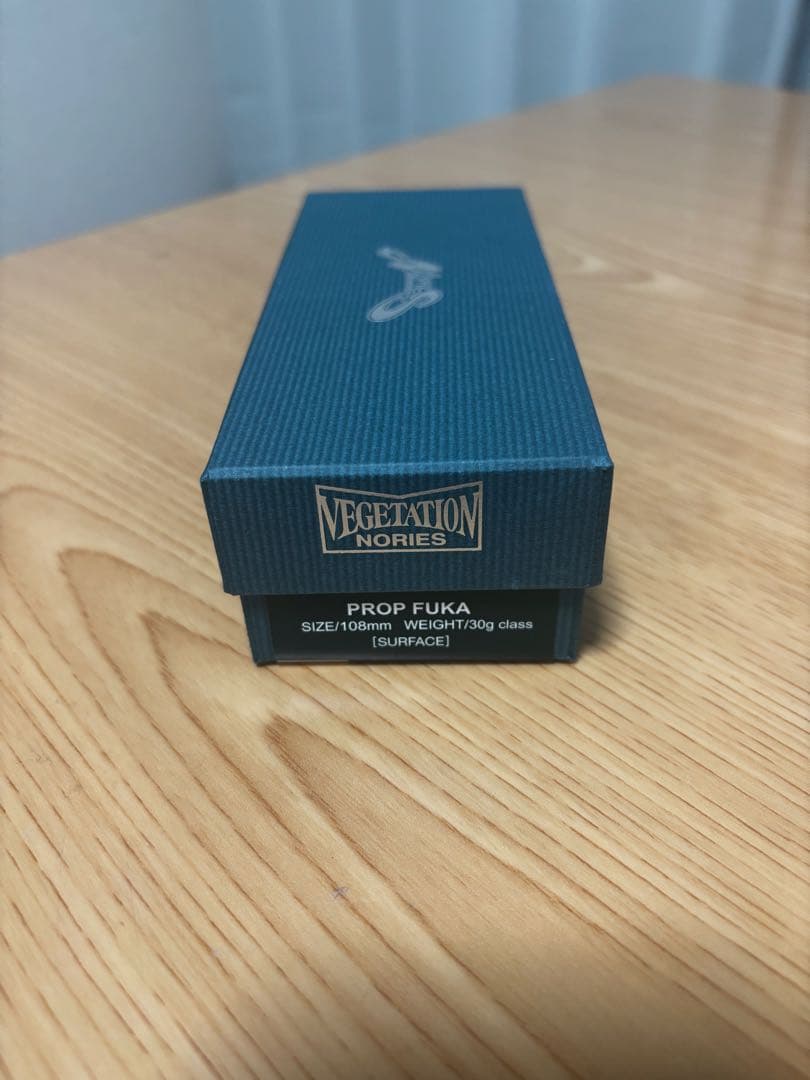 VEGETATION
NORIES
PROP FUKA
SIZE/108mm WEIGHT/30g class
[SURFACE]